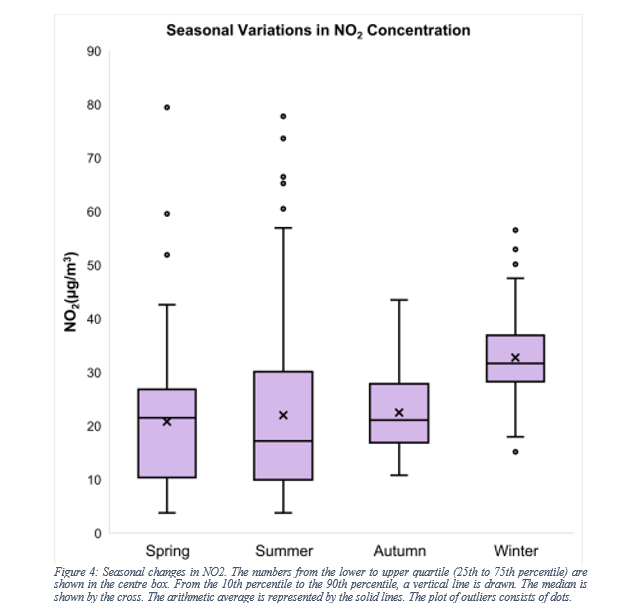 Seasonal Variations in NO₂ Concentration
90
80
70
60
50
40
30
20
10
0
NO₂(µg/m³)
Spring Summer Autumn Winter
Figure 4: Seasonal changes in NO2. The numbers from the lower to upper quartile (25th to 75th percentile) are
shown in the centre box. From the 10th percentile to the 90th percentile, a vertical line is drawn. The median is
shown by the cross. The arithmetic average is represented by the solid lines. The plot of outliers consists of dots.